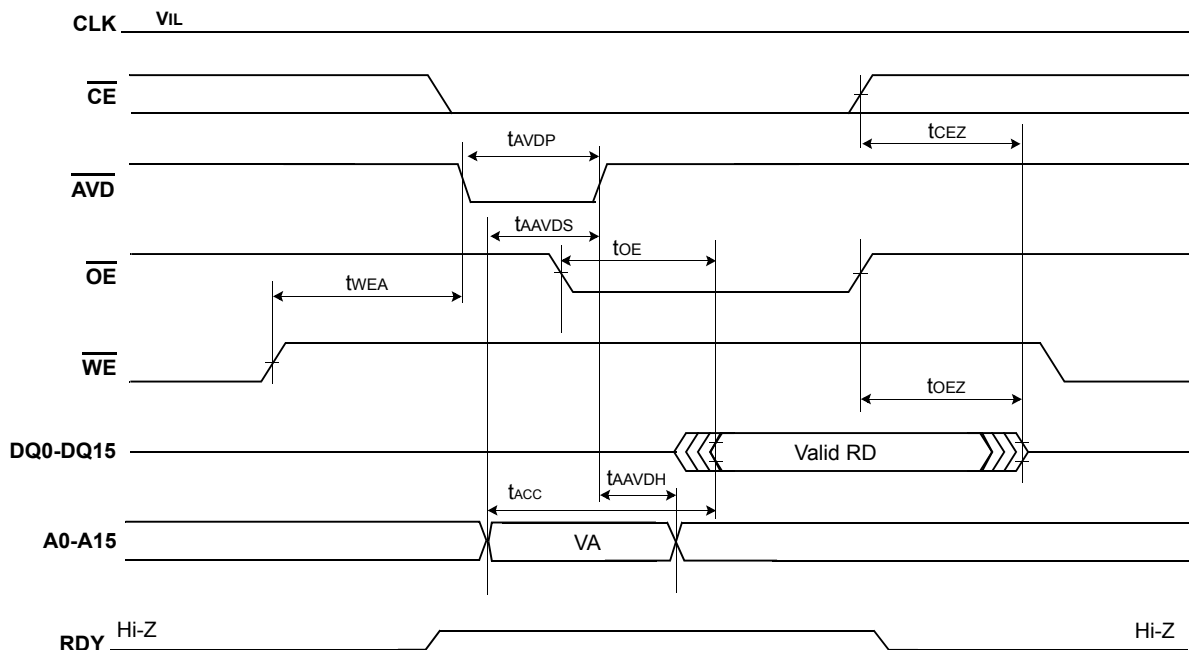 CLK VIL
CE
tCEZ
tAVDP
AVD
tAAVDS
tOE
OE
tWEA
WE
tOEZ
DQ0-DQ15 Valid RD
tAAVDH
tACC
A0-A15 VA
Hi-Z Hi-Z
RDY